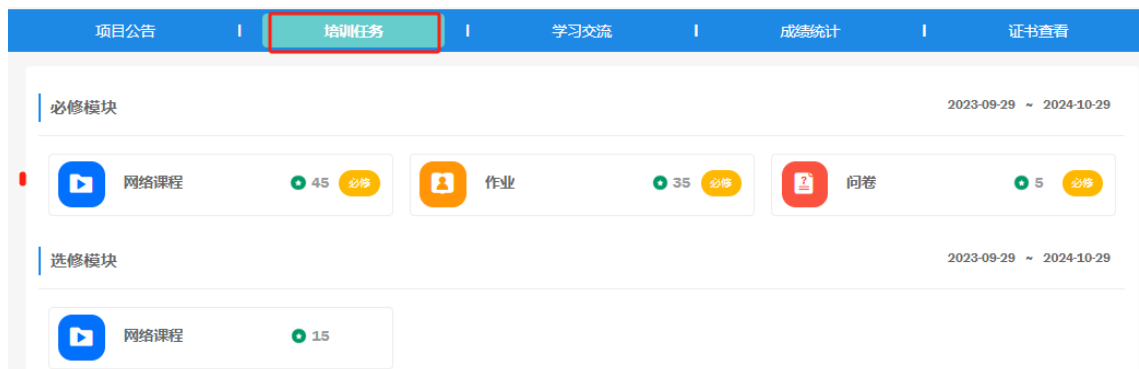 项目公告 培训任务 学习交流 成绩统计 证书查看
必修模块 2023-09-29 ~ 2024-10-29
网络课程 45 必修 作业 35 必修 问卷 5 必修
选修模块 2023-09-29 ~ 2024-10-29
网络课程 15